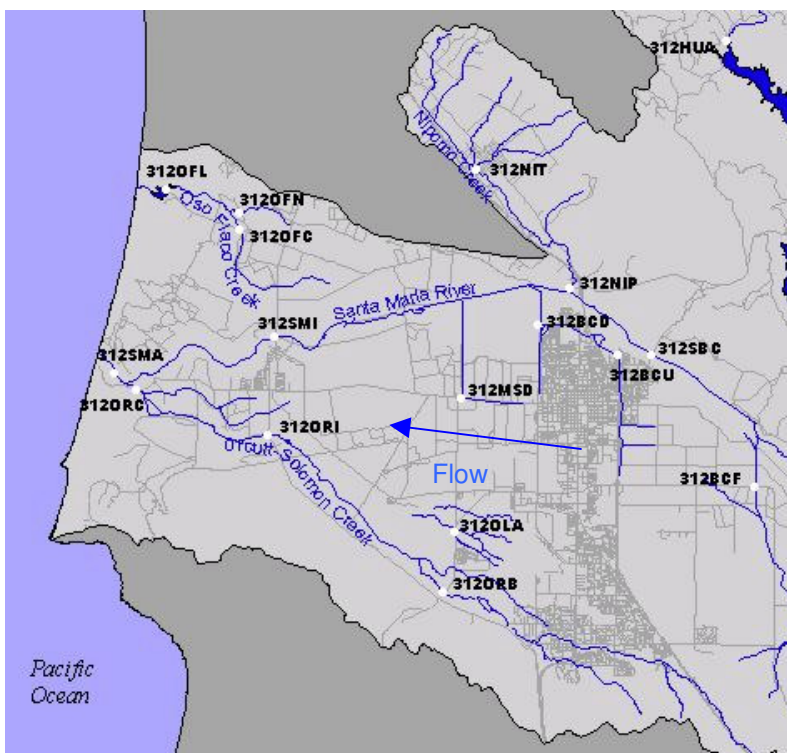 312HUA
Nipomo Creek
312NIT
312OFL
312OFN
312OFC
Oso Flaco Creek
312NIP
Santa Maria River
312BCD
312SMI
312SBC
312BCU
312SMA
312ORC
312MSD
312ORI
Orcutt-Solomon Creek
Flow
312BCF
312OLA
312ORB
Pacific
Ocean